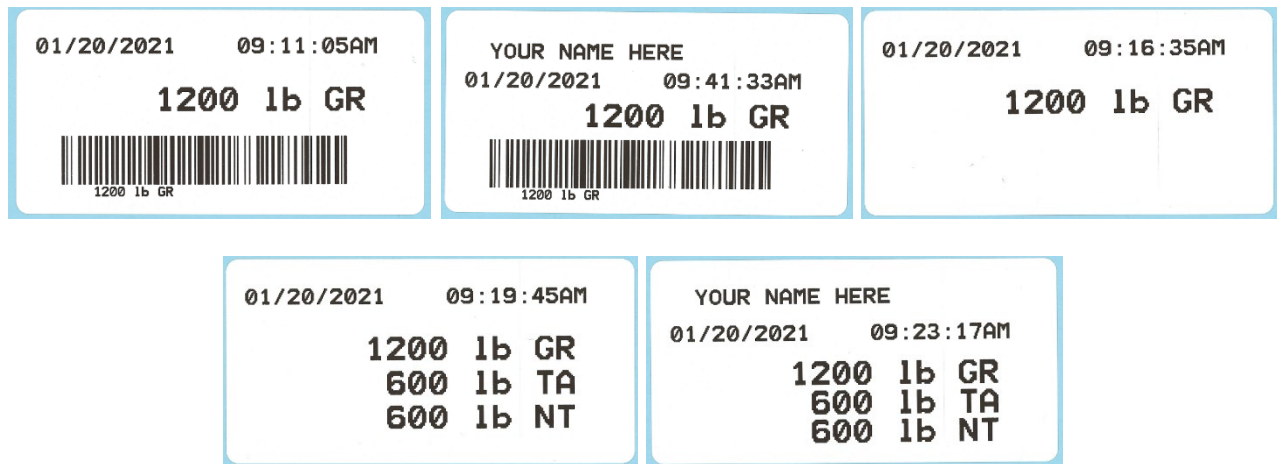 01/20/2021 09:11:05AM
1200 lb GR
1200 lb GR
YOUR NAME HERE
01/20/2021 09:41:33AM
1200 lb GR
1200 lb GR
01/20/2021 09:16:35AM
1200 lb GR
01/20/2021 09:19:45AM
1200 lb GR
600 lb TA
600 lb NT
YOUR NAME HERE
01/20/2021 09:23:17AM
1200 lb GR
600 lb TA
600 lb NT